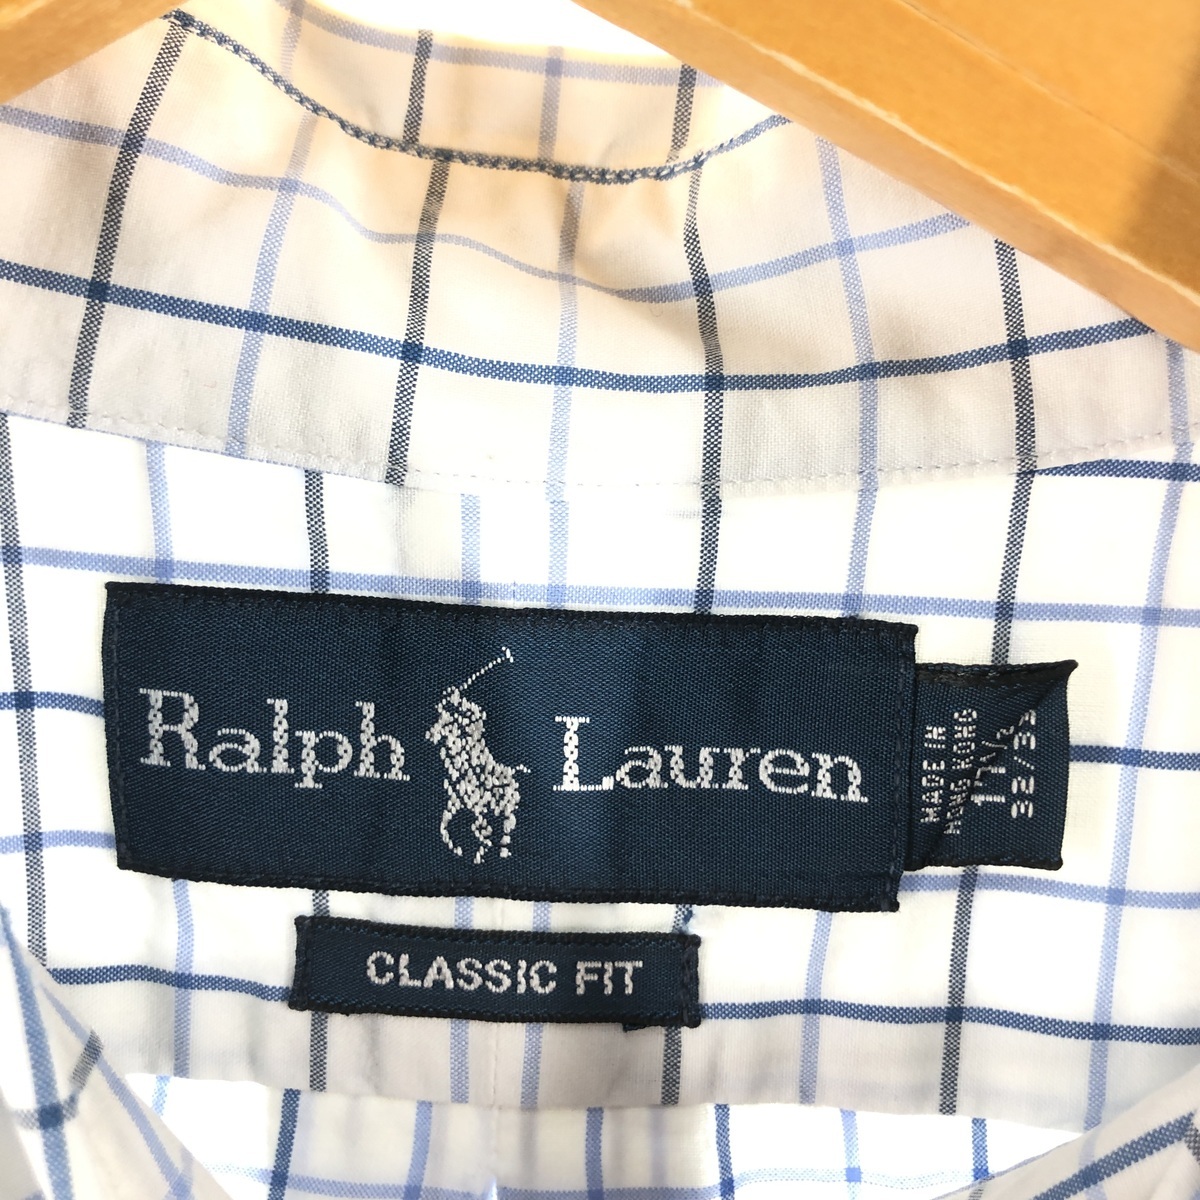 Ralph Lauren
CLASSIC FIT
MADE IN
HONG KONG
32/33